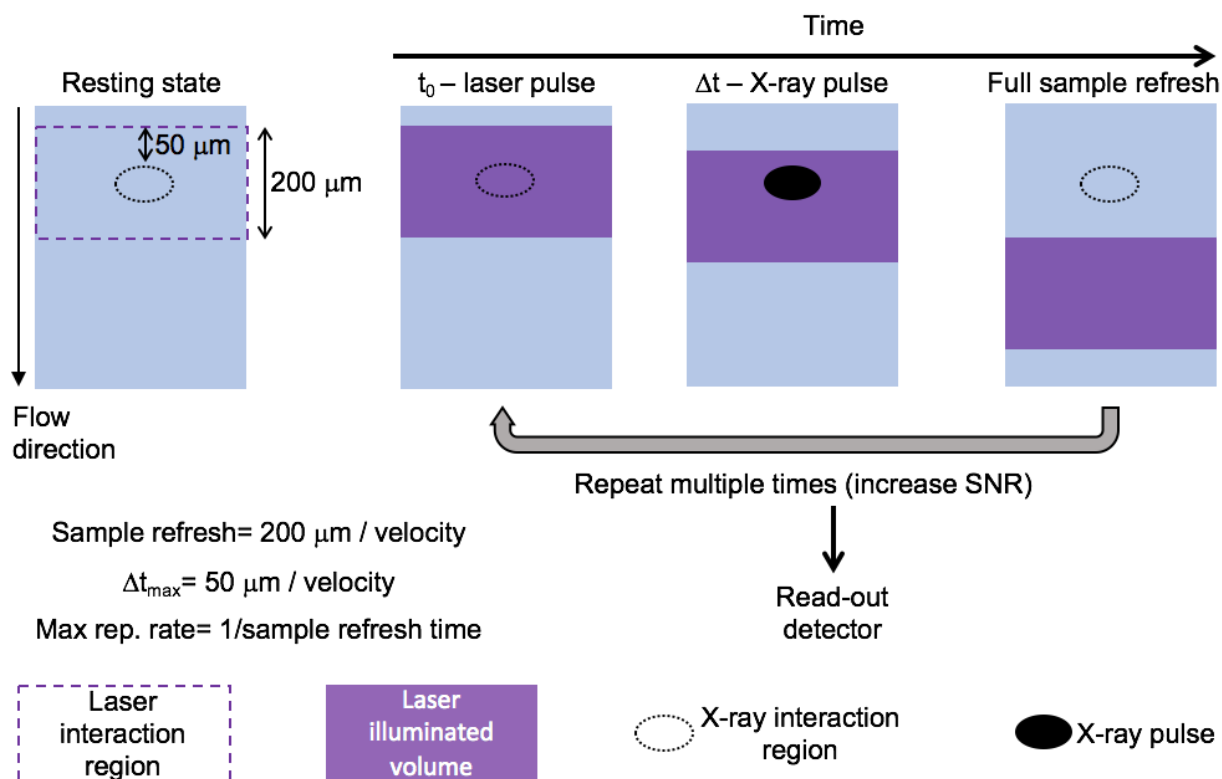 Time
Resting state
t₀ – laser pulse
Δt – X-ray pulse
Full sample refresh
50 μm
200 μm
Flow
direction
Repeat multiple times (increase SNR)
Sample refresh= 200 μm / velocity
Δtmax= 50 μm / velocity
Max rep. rate= 1/sample refresh time
Read-out
detector
Laser
interaction
region
Laser
illuminated
volume
X-ray interaction
region
X-ray pulse